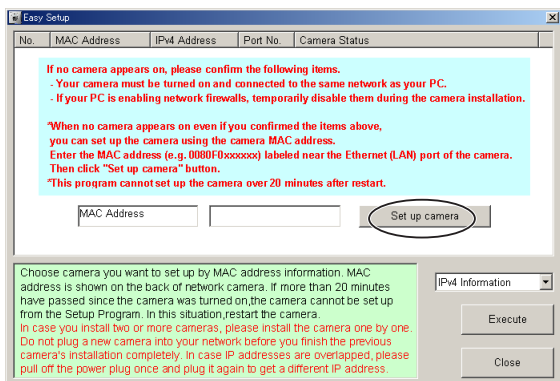 Easy Setup
No. MAC Address IPv4 Address Port No. Camera Status
If no camera appears on, please confirm the following items.
- Your camera must be turned on and connected to the same network as your PC.
- If your PC is enabling network firewalls, temporarily disable them during the camera installation.
*When no camera appears on even if you confirmed the items above,
you can set up the camera using the camera MAC address.
Enter the MAC address (e.g. 0080F0xxxxxx) labeled near the Ethernet (LAN) port of the camera.
Then click "Set up camera" button.
*This program cannot set up the camera over 20 minutes after restart.
MAC Address
Set up camera
Choose camera you want to set up by MAC address information. MAC
address is shown on the back of network camera. If more than 20 minutes
have passed since the camera was turned on,the camera cannot be set up
from the Setup Program. In this situation,restart the camera.
In case you install two or more cameras, please install the camera one by one.
Do not plug a new camera into your network before you finish the previous
camera's installation completely. In case IP addresses are overlapped, please
pull off the power plug once and plug it again to get a different IP address.
IPv4 Information
Execute
Close